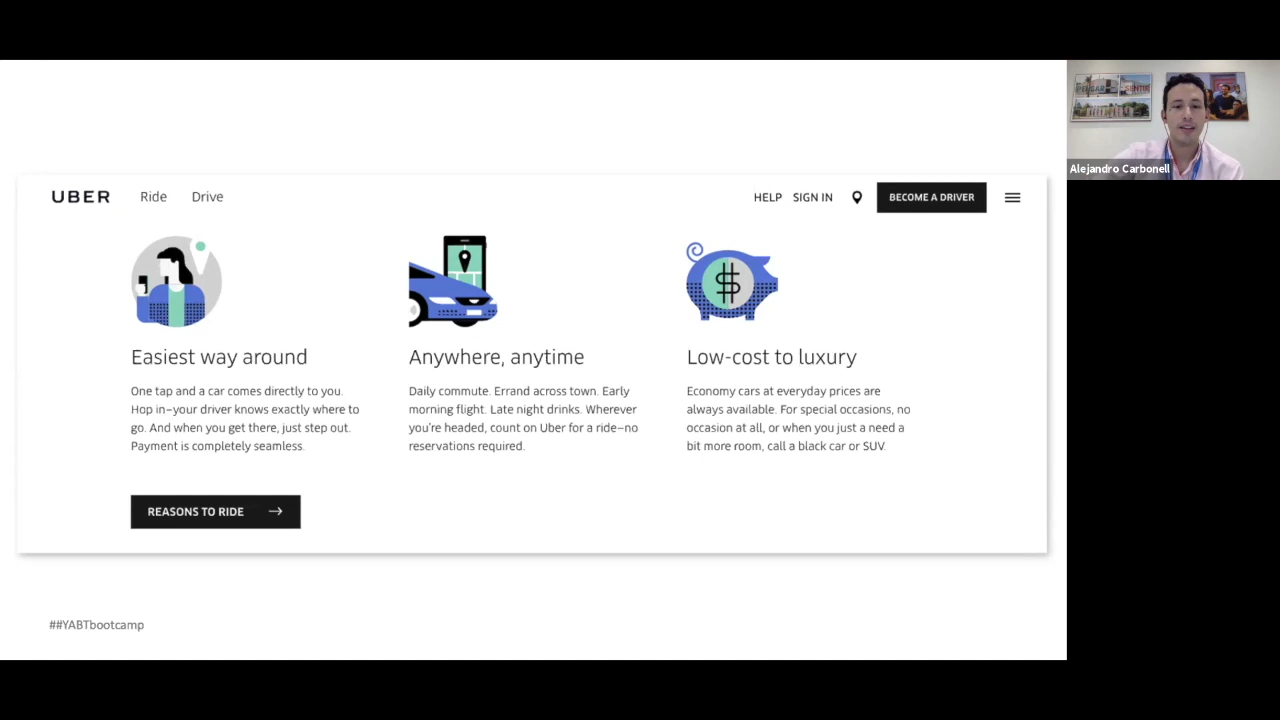 UBER Ride Drive HELP SIGN IN BECOME A DRIVER
Easiest way around
One tap and a car comes directly to you.
Hop in–your driver knows exactly where to
go. And when you get there, just step out.
Payment is completely seamless.
Anywhere, anytime
Daily commute. Errand across town. Early
morning flight. Late night drinks. Wherever
you're headed, count on Uber for a ride–no
reservations required.
$
Low-cost to luxury
Economy cars at everyday prices are
always available. For special occasions, no
occasion at all, or when you just a need a
bit more room, call a black car or SUV.
REASONS TO RIDE
##YABTbootcamp
PENSAR SENTIR
Alejandro Carbonell